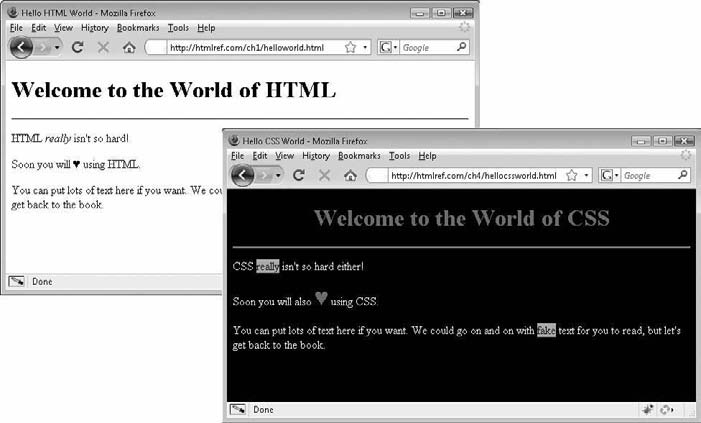 Hello HTML World - Mozilla Firefox
File Edit View History Bookmarks Tools Help
http://htmlref.com/ch1/helloworld.html
Google
Welcome to the World of HTML
HTML really isn't so hard!
Soon you will ♥ using HTML.
You can put lots of text here if you want. We cou
get back to the book.
Done
Hello CSS World - Mozilla Firefox
File Edit View History Bookmarks Tools Help
http://htmlref.com/ch4/hellocssworld.html
Google
Welcome to the World of CSS
CSS really isn't so hard either!
Soon you will also ♥ using CSS.
You can put lots of text here if you want. We could go on and on with fake text for you to read, but let's
get back to the book.
Done